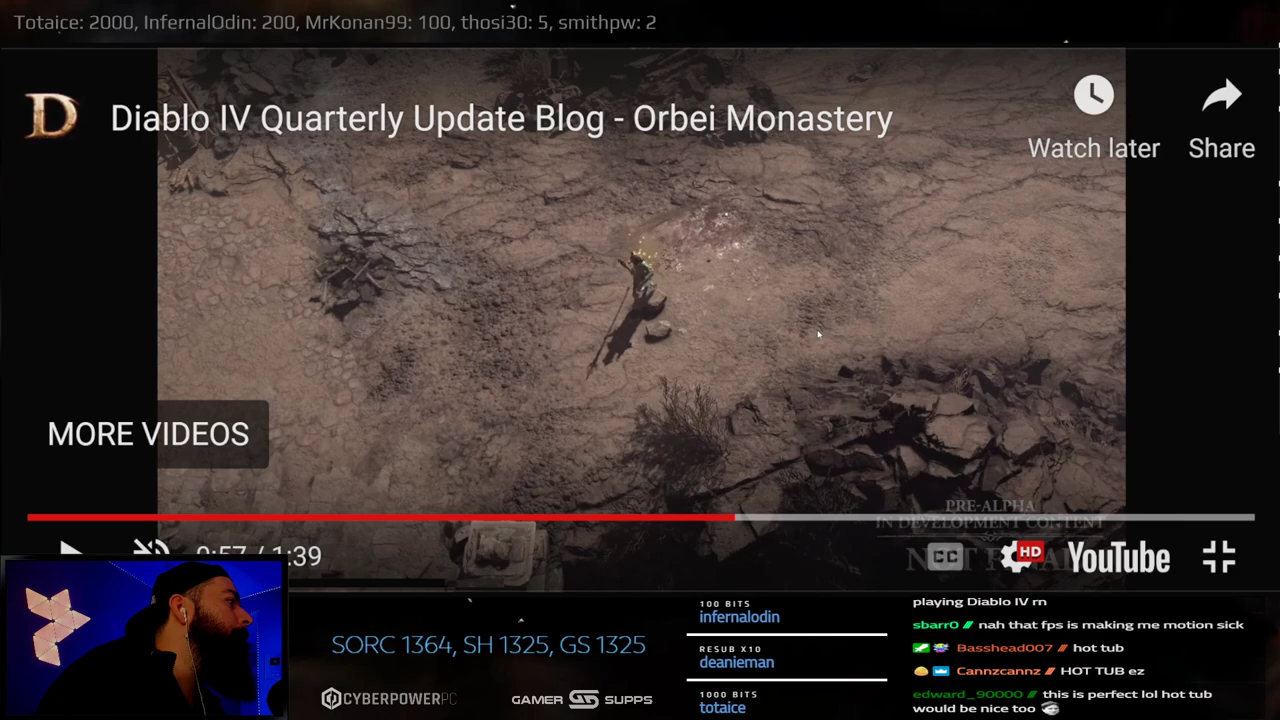 Totaice: 2000, InfernalOdin: 200, MrKonan99: 100, thosi30: 5, smithpw: 2
D Diablo IV Quarterly Update Blog - Orbei Monastery
Watch later Share
MORE VIDEOS
PRE-ALPHA
IN DEVELOPMENT CONTENT
0:57 / 1:39
CC HD YouTube
SORC 1364, SH 1325, GS 1325
CYBERPOWERPC GAMER SUPPS
100 BITS
infernalodin
RESUB X10
deanieman
1000 BITS
totaice
playing Diablo IV rn
sbarr0 // nah that fps is making me motion sick
Basshead007 // hot tub
Cannzcannz // HOT TUB ez
edward_90000 // this is perfect lol hot tub
would be nice too